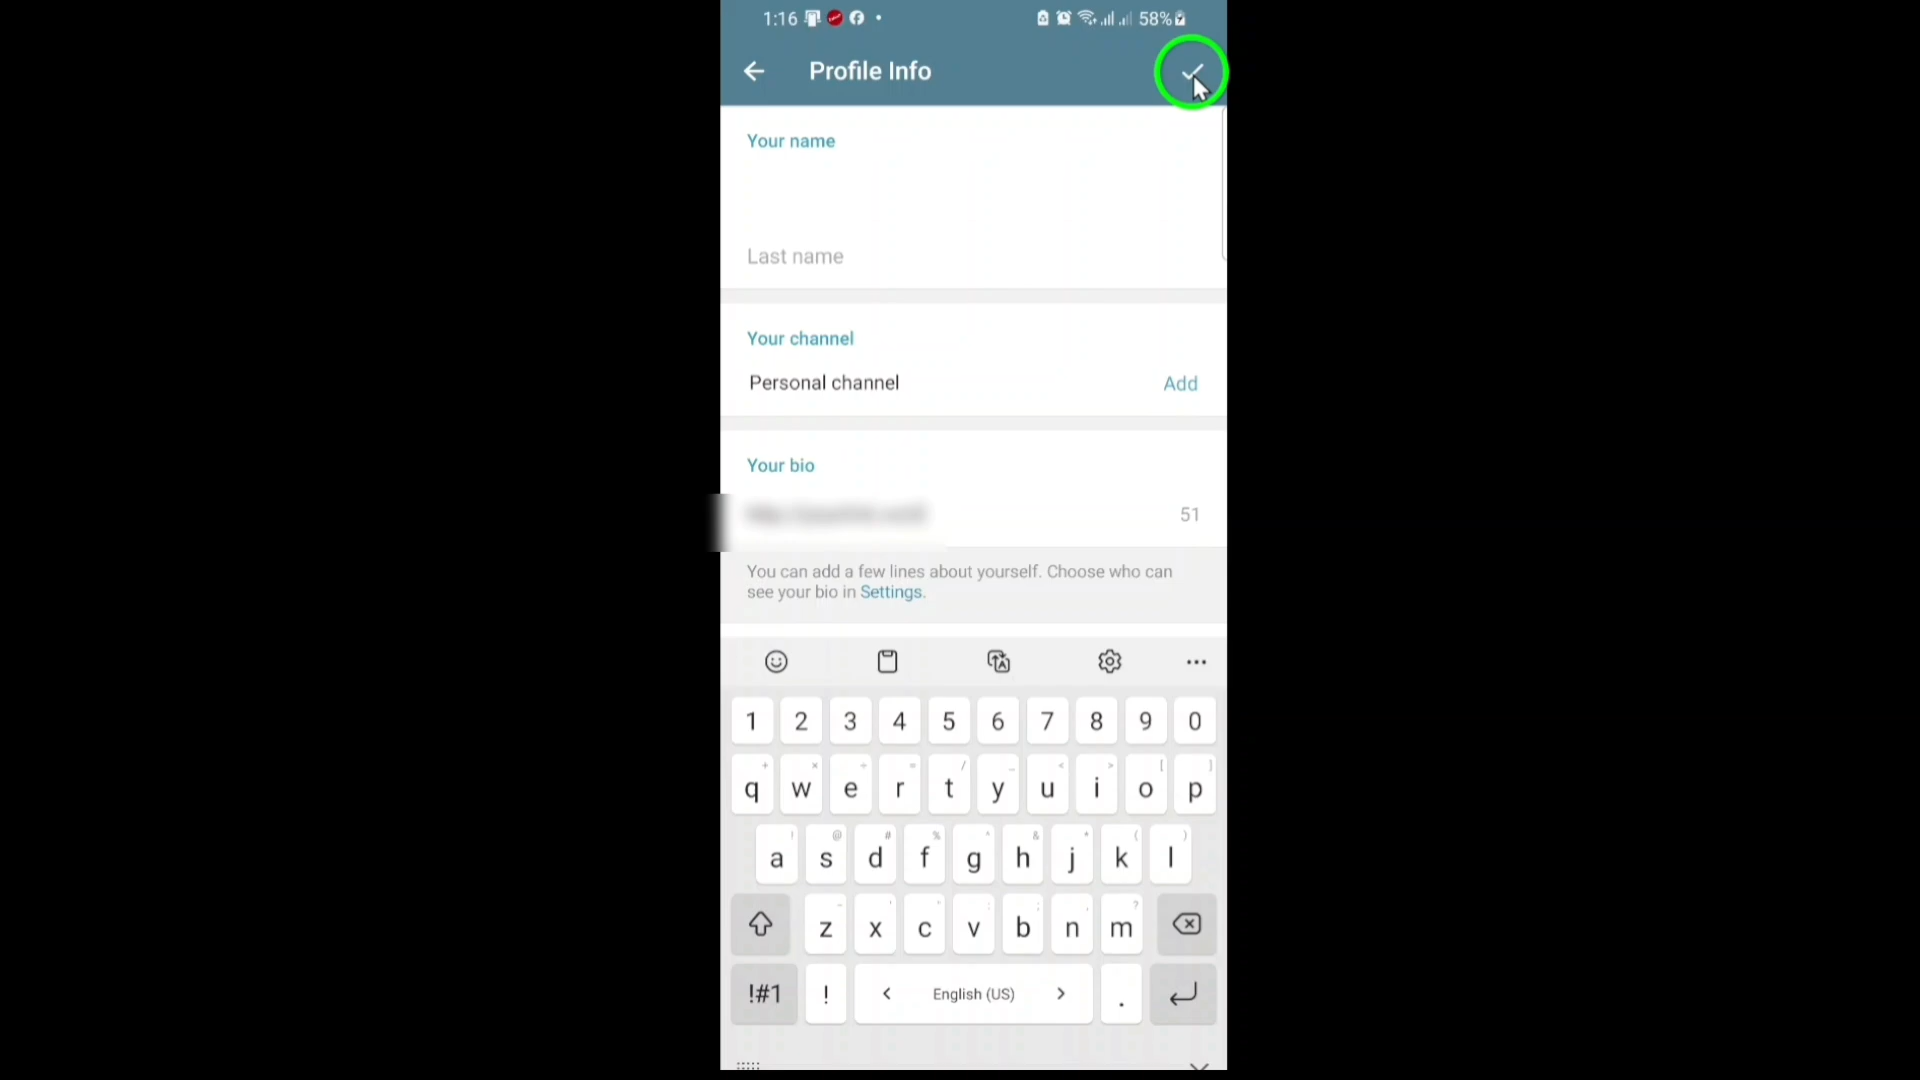 1:16 58%
Profile Info
Your name
Last name
Your channel
Personal channel Add
Your bio
51
You can add a few lines about yourself. Choose who can
see your bio in Settings.
1 2 3 4 5 6 7 8 9 0
q w e r t y u i o p
a s d f g h j k l
z x c v b n m
!#1 ! < English (US) > .